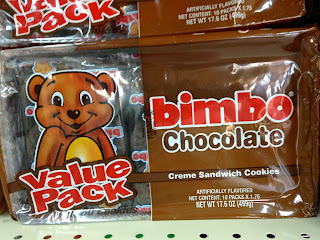 Value
Pack
ARTIFICIALLY FLAVORED
NET CONTENT: 10 PACKS X 1.76
NET WT 17.6 OZ (499g)
bimbo
Chocolate
Value
Pack
Creme Sandwich Cookies
ARTIFICIALLY FLAVORED
NET CONTENT: 10 PACKS X 1.76
NET WT 17.6 OZ (499g)